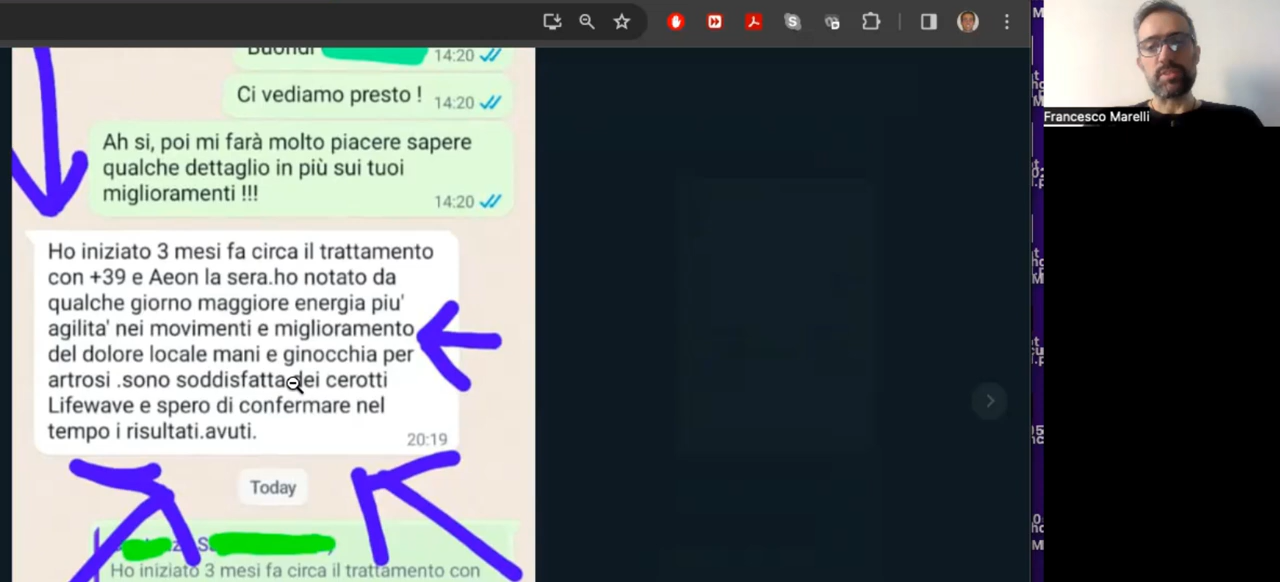 Buondì
14:20
Ci vediamo presto !
14:20
Ah si, poi mi farà molto piacere sapere
qualche dettaglio in più sui tuoi
miglioramenti !!!
14:20
Ho iniziato 3 mesi fa circa il trattamento
con +39 e Aeon la sera.ho notato da
qualche giorno maggiore energia piu'
agilita' nei movimenti e miglioramento
del dolore locale mani e ginocchia per
artrosi .sono soddisfatta dei cerotti
Lifewave e spero di confermare nel
tempo i risultati.avuti.
20:19
Today
Ho iniziato 3 mesi fa circa il trattamento con
Francesco Marelli